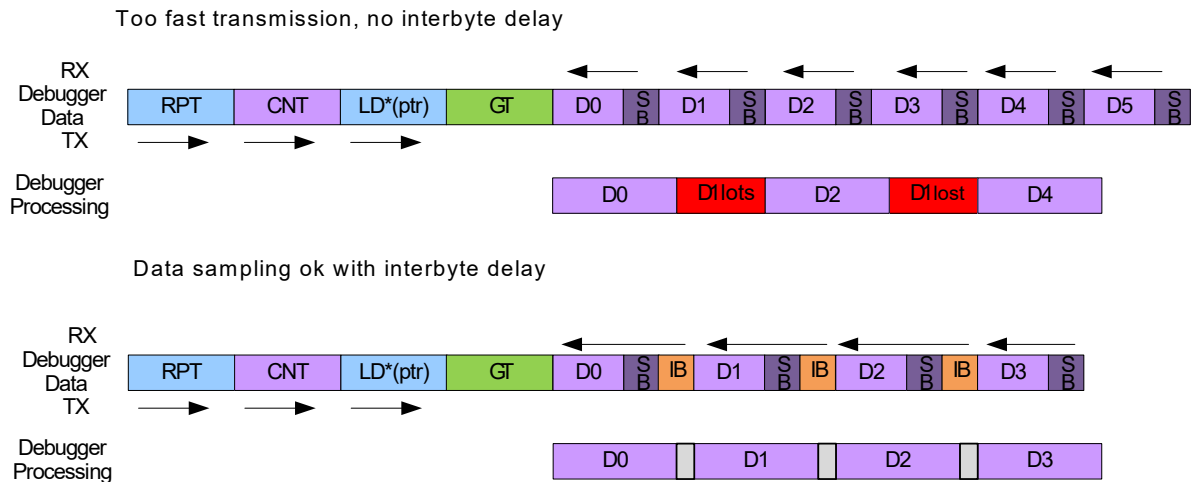 Too fast transmission, no interbyte delay
RX
Debugger
Data
TX
RPT CNT LD*(ptr) GT D0 SB D1 SB D2 SB D3 SB D4 SB D5 SB
Debugger
Processing
D0 D1lots D2 D1lost D4
Data sampling ok with interbyte delay
RX
Debugger
Data
TX
RPT CNT LD*(ptr) GT D0 SB IB D1 SB IB D2 SB IB D3 SB
Debugger
Processing
D0 D1 D2 D3